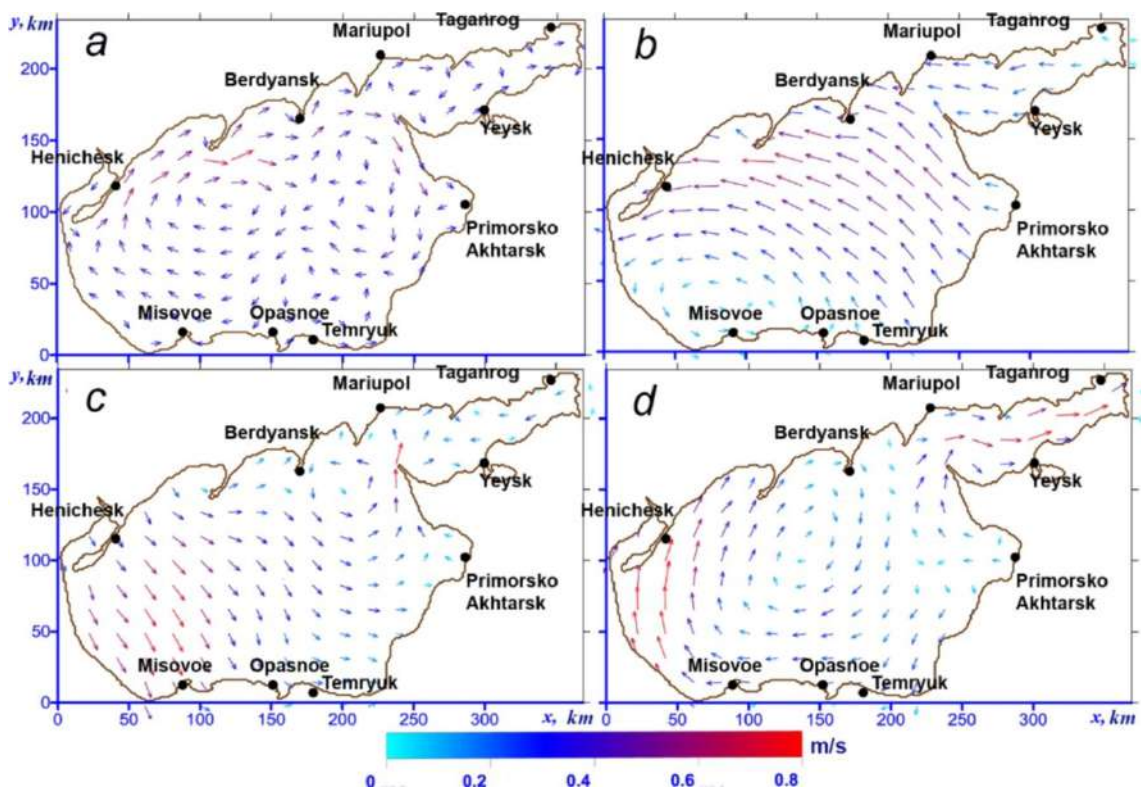 y, km
Taganrog
Taganrog
a
Mariupol
b
Mariupol
200
Berdyansk
Berdyansk
150
Yeysk
Yeysk
Henichesk
Henichesk
100
Primorsko
Akhtarsk
Primorsko
Akhtarsk
50
Misovoe
Opasnoe
Temryuk
Misovoe
Opasnoe
Temryuk
0
y, km
Taganrog
Taganrog
c
Mariupol
d
Mariupol
200
Berdyansk
Berdyansk
150
Yeysk
Yeysk
Henichesk
Henichesk
100
Primorsko
Akhtarsk
Primorsko
Akhtarsk
50
Misovoe
Opasnoe
Temryuk
Misovoe
Opasnoe
Temryuk
0
0 50 100 150 200 250 300 x, km
0 50 100 150 200 250 300 x, km
m/s
0 0.2 0.4 0.6 0.8